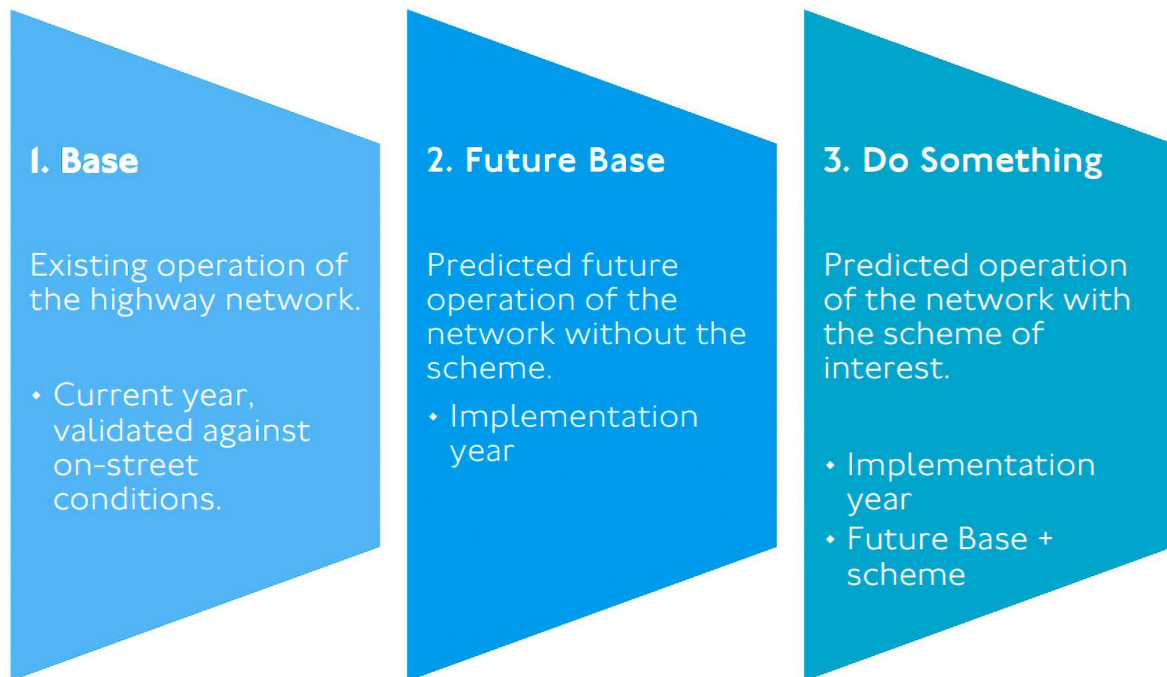 1. Base
Existing operation of
the highway network.
• Current year,
validated against
on-street
conditions.
2. Future Base
Predicted future
operation of the
network without the
scheme.
• Implementation
year
3. Do Something
Predicted operation
of the network with
the scheme of
interest.
• Implementation
year
• Future Base +
scheme